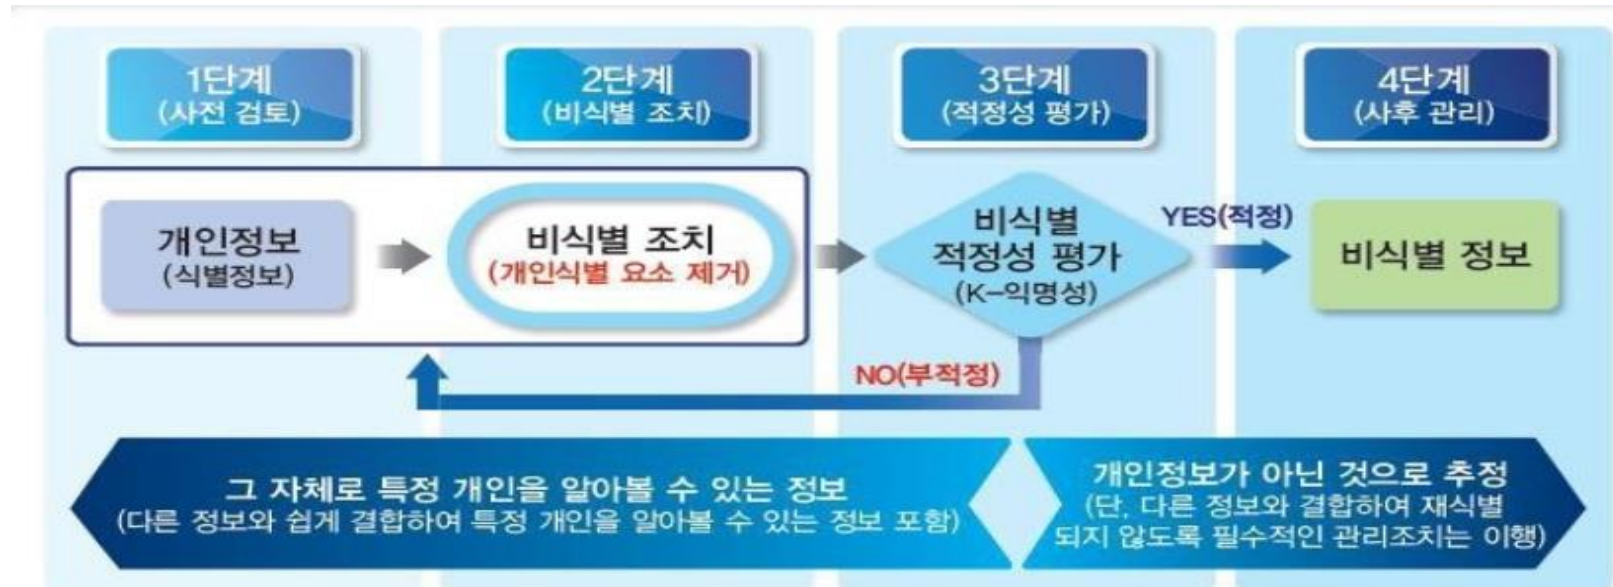 1단계
(사전 검토)
2단계
(비식별 조치)
3단계
(적정성 평가)
4단계
(사후 관리)
개인정보
(식별정보)
비식별 조치
(개인식별 요소 제거)
비식별
적정성 평가
(K-익명성)
YES(적정)
비식별 정보
NO(부적정)
그 자체로 특정 개인을 알아볼 수 있는 정보
(다른 정보와 쉽게 결합하여 특정 개인을 알아볼 수 있는 정보 포함)
개인정보가 아닌 것으로 추정
(단, 다른 정보와 결합하여 재식별
되지 않도록 필수적인 관리조치는 이행)